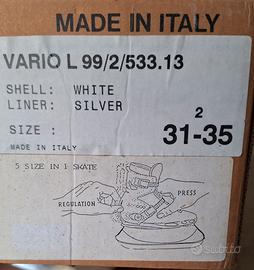 MADE IN ITALY
VARIO L 99/2/533.13
SHELL: WHITE
LINER: SILVER
2
SIZE : 31-35
MADE IN ITALY
5 SIZE IN 1 SKATE
REGULATION
PRESS
subito